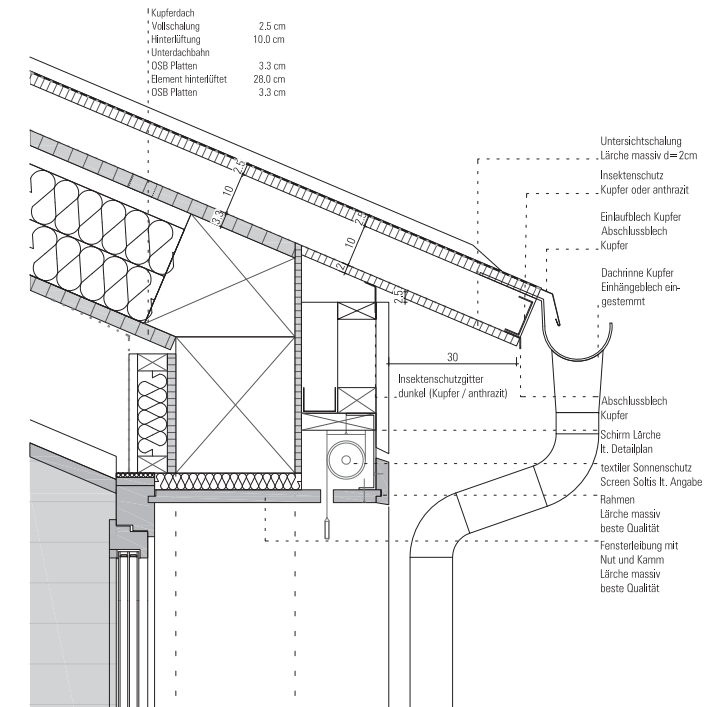 Kupferdach
Vollschalung 2.5 cm
Hinterlüftung 10.0 cm
Unterdachbahn
OSB Platten 3.3 cm
Element hinterlüftet 28.0 cm
OSB Platten 3.3 cm
2.5
10
3.3
2.5
10
2
2.5
30
Insektenschutzgitter
dunkel (Kupfer / anthrazit)
Untersichtschalung
Lärche massiv d=2cm
Insektenschutz
Kupfer oder anthrazit
Einlaufblech Kupfer
Abschlussblech
Kupfer
Dachrinne Kupfer
Einhängeblech ein-
gestemmt
Abschlussblech
Kupfer
Schirm Lärche
lt. Detailplan
textiler Sonnenschutz
Screen Soltis lt. Angabe
Rahmen
Lärche massiv
beste Qualität
Fensterleibung mit
Nut und Kamm
Lärche massiv
beste Qualität